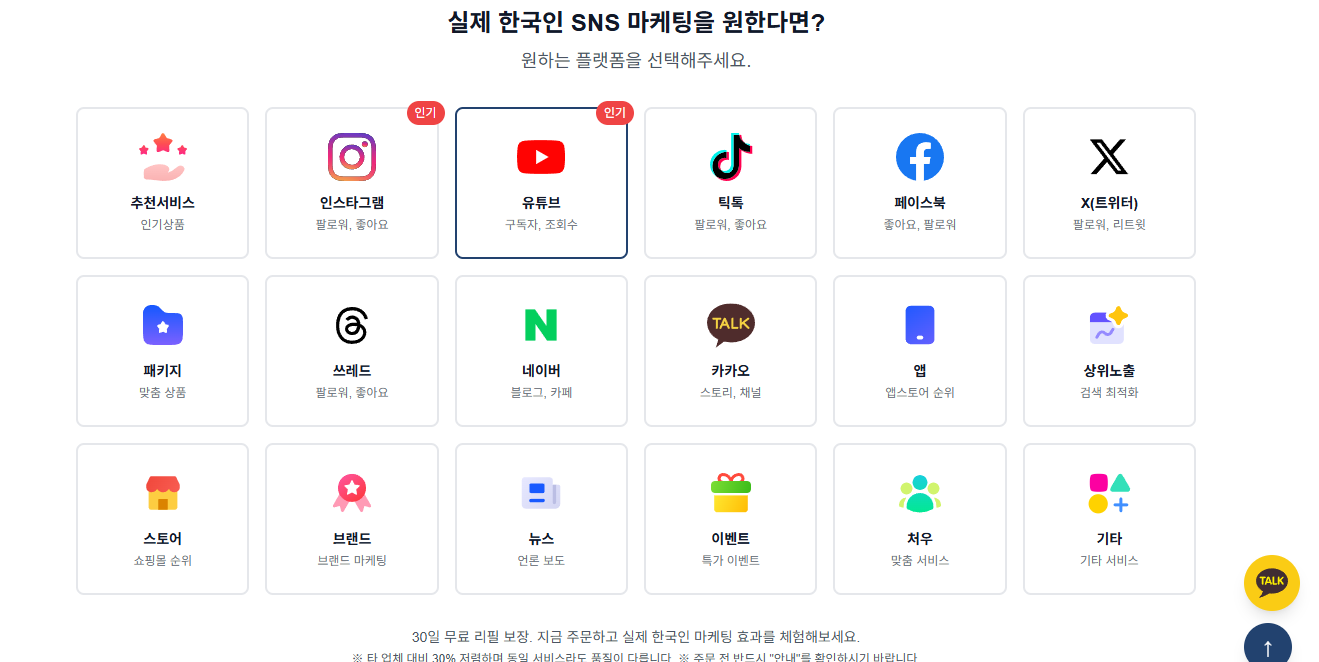 실제 한국인 SNS 마케팅을 원한다면?
원하는 플랫폼을 선택해주세요.
인기 인기
추천서비스 인스타그램 유튜브 틱톡 페이스북 X(트위터)
인기상품 팔로워, 좋아요 구독자, 조회수 팔로워, 좋아요 좋아요, 팔로워 팔로워, 리트윗
TALK
패키지 쓰레드 네이버 카카오 앱 상위노출
맞춤 상품 팔로워, 좋아요 블로그, 카페 스토리, 채널 앱스토어 순위 검색 최적화
스토어 브랜드 뉴스 이벤트 처우 기타
쇼핑몰 순위 브랜드 마케팅 언론 보도 특가 이벤트 맞춤 서비스 기타 서비스
TALK
30일 무료 리필 보장. 지금 주문하고 실제 한국인 마케팅 효과를 체험해보세요.
※ 타 업체 대비 30% 저렴하며 동일 서비스라도 품질이 다릅니다. ※ 주문 전 반드시 "안내"를 확인하시기 바랍니다